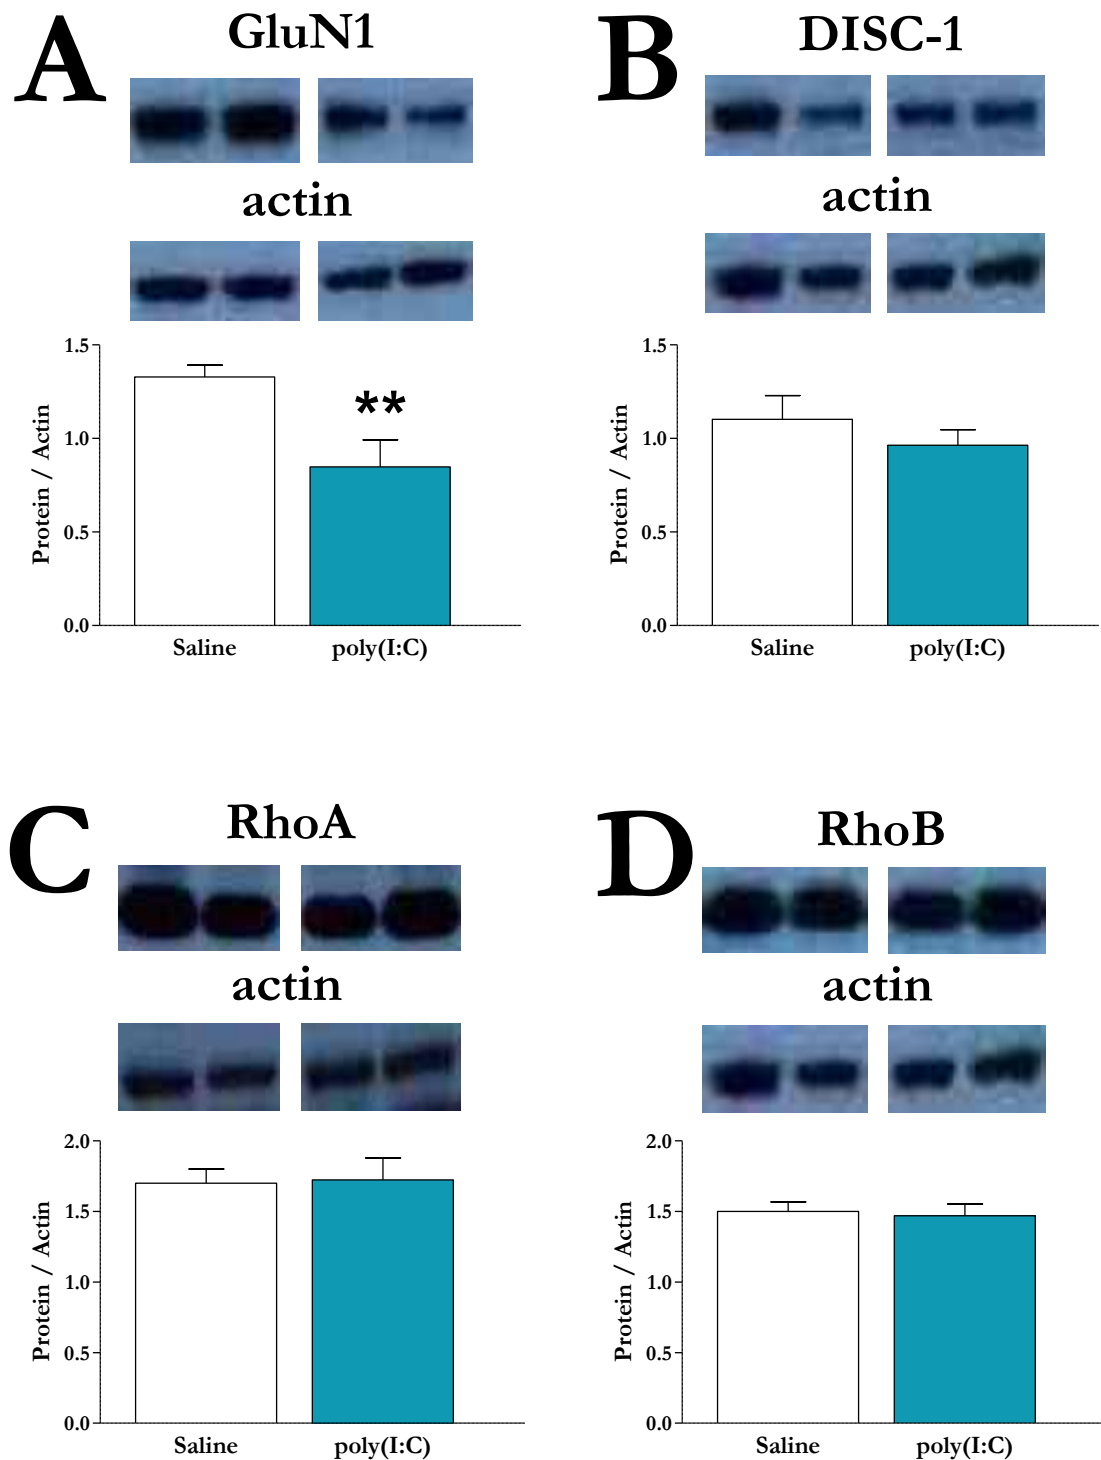 A
GluN1
actin
1.5
1.0
0.5
0.0
Protein / Actin
**
Saline poly(I:C)
B
DISC-1
actin
1.5
1.0
0.5
0.0
Protein / Actin
Saline poly(I:C)
C
RhoA
actin
2.0
1.5
1.0
0.5
0.0
Protein / Actin
Saline poly(I:C)
D
RhoB
actin
2.0
1.5
1.0
0.5
0.0
Protein / Actin
Saline poly(I:C)